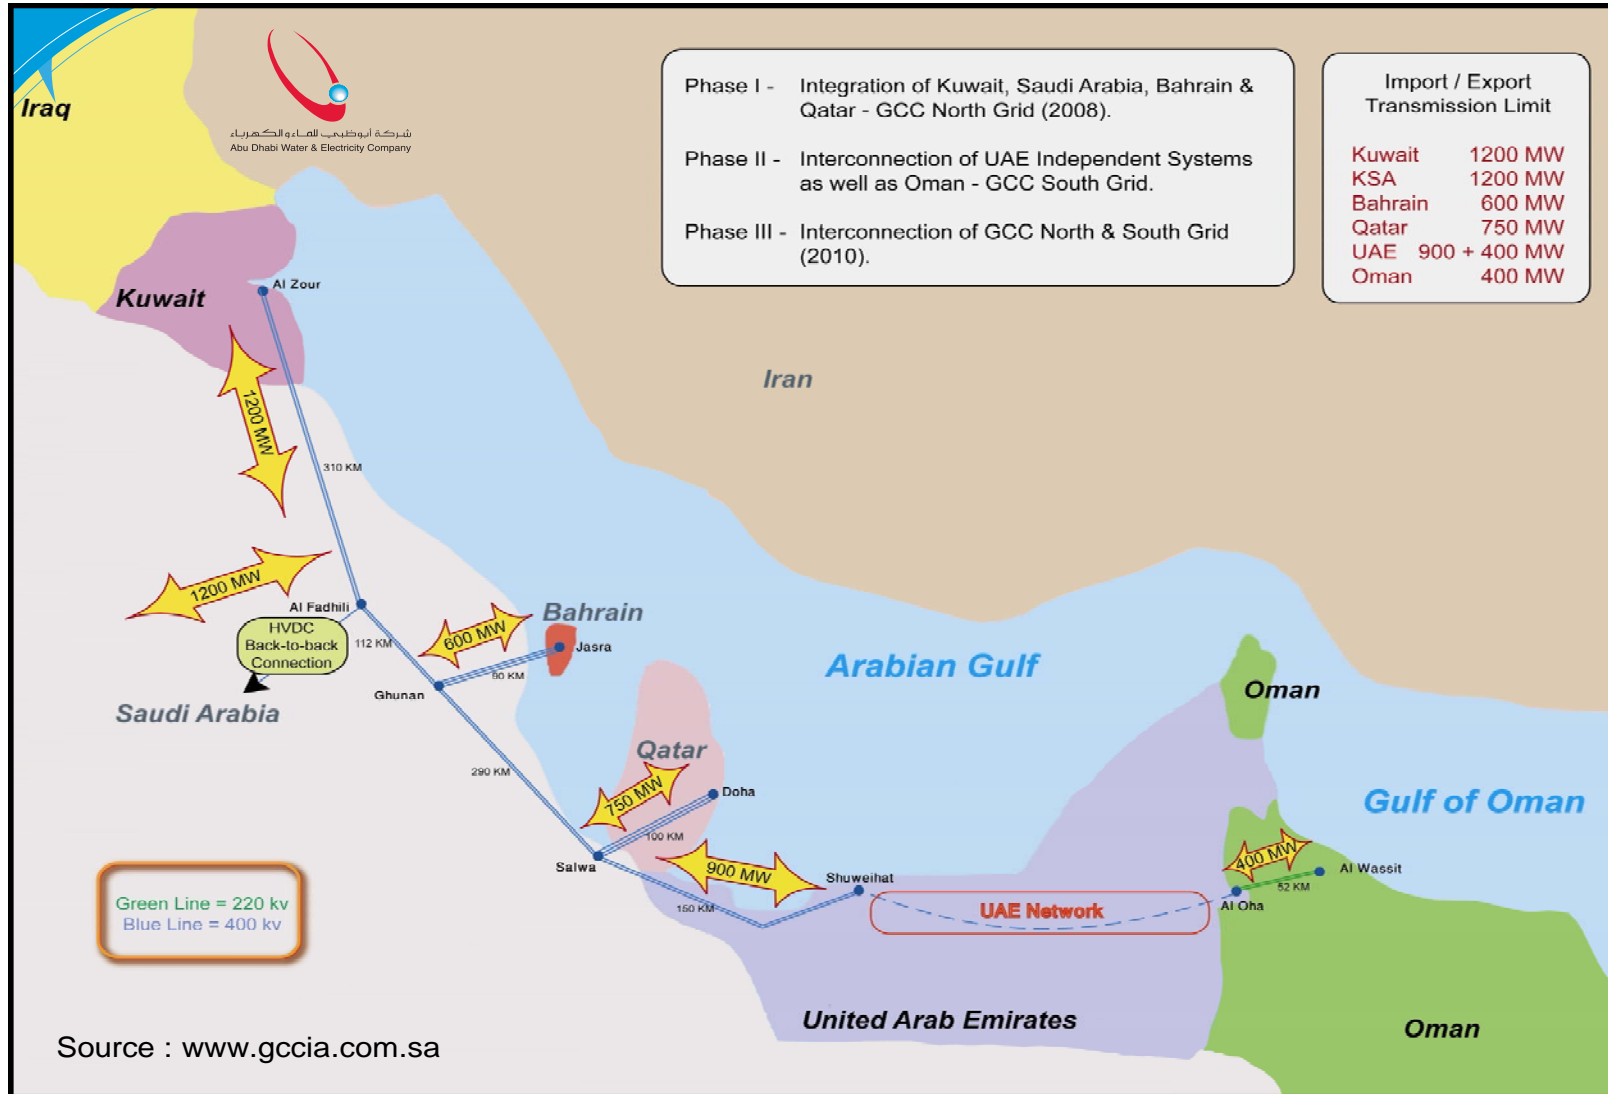 شركة أبوظبي للماء والكهرباء
Abu Dhabi Water & Electricity Company
Phase I - Integration of Kuwait, Saudi Arabia, Bahrain &
Qatar - GCC North Grid (2008).
Phase II - Interconnection of UAE Independent Systems
as well as Oman - GCC South Grid.
Phase III - Interconnection of GCC North & South Grid
(2010).
Import / Export
Transmission Limit
Kuwait 1200 MW
KSA 1200 MW
Bahrain 600 MW
Qatar 750 MW
UAE 900 + 400 MW
Oman 400 MW
Iraq
Kuwait
Al Zour
Iran
1200 MW
310 KM
1200 MW
Al Fadhili
HVDC
Back-to-back
Connection
112 KM
600 MW
Bahrain
Jasra
90 KM
Ghunan
Saudi Arabia
Arabian Gulf
Oman
Qatar
290 KM
750 MW
Doha
100 KM
Gulf of Oman
Salwa
900 MW
Shuweihat
400 MW
Al Wassit
52 KM
Al Oha
150 KM
UAE Network
Green Line = 220 kv
Blue Line = 400 kv
United Arab Emirates
Oman
Source : www.gccia.com.sa